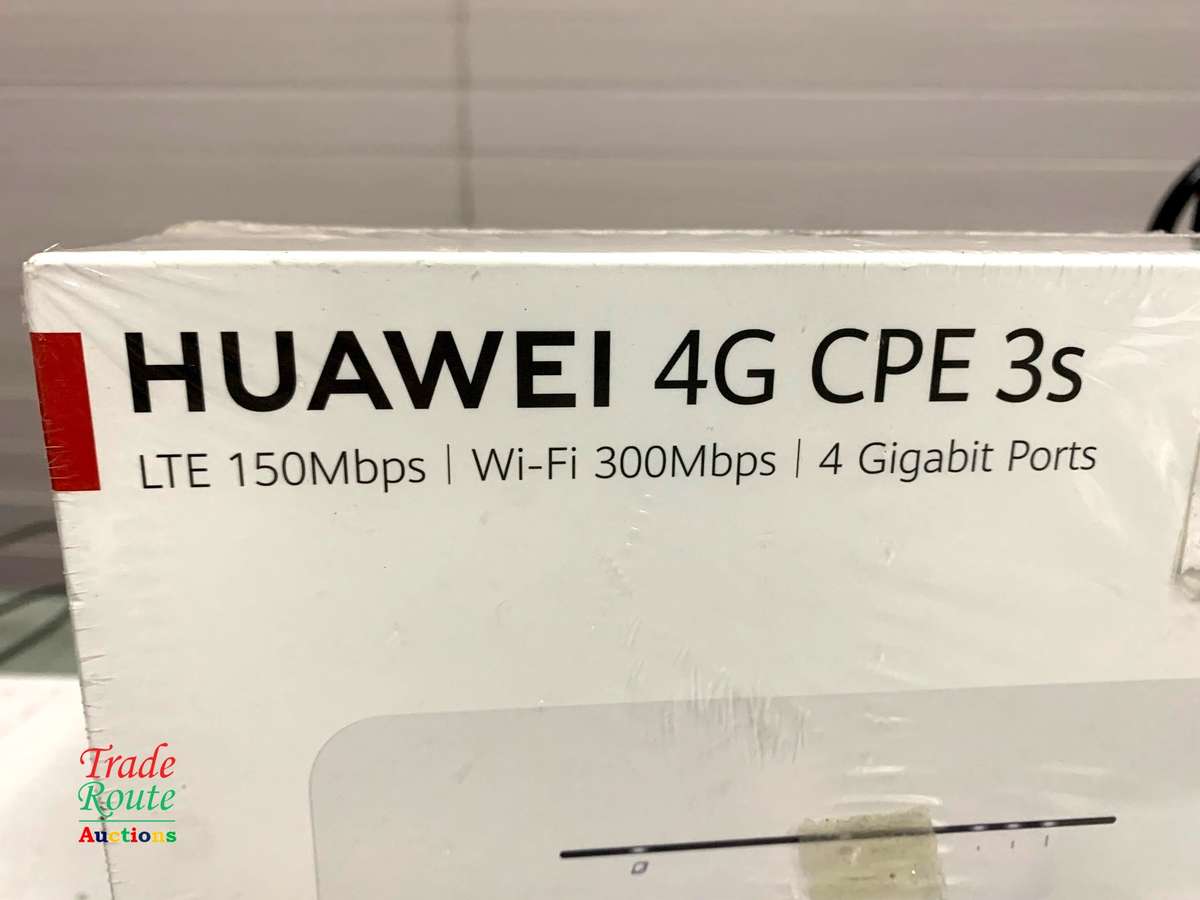 HUAWEI 4G CPE 3s
LTE 150Mbps | Wi-Fi 300Mbps | 4 Gigabit Ports
Trade
Route
Auctions